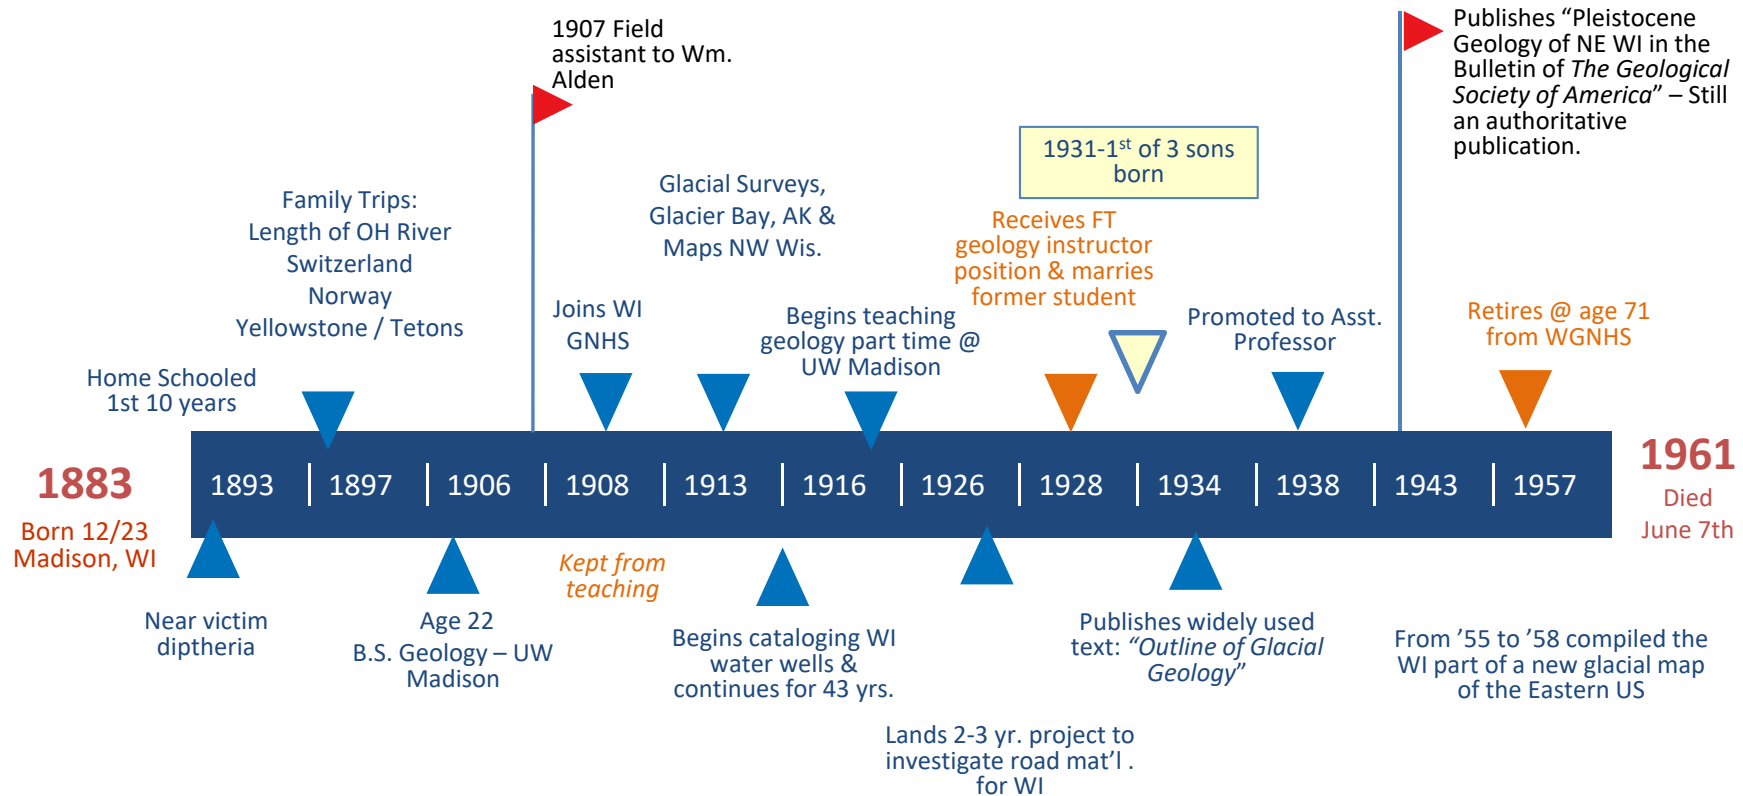 1907 Field
assistant to Wm.
Alden
Publishes “Pleistocene
Geology of NE WI in the
Bulletin of The Geological
Society of America” – Still
an authoritative
publication.
1931-1st of 3 sons
born
Family Trips:
Length of OH River
Switzerland
Norway
Yellowstone / Tetons
Glacial Surveys,
Glacier Bay, AK &
Maps NW Wis.
Receives FT
geology instructor
position & marries
former student
Home Schooled
1st 10 years
Joins WI
GNHS
Begins teaching
geology part time @
UW Madison
Promoted to Asst.
Professor
Retires @ age 71
from WGNHS
1883
Born 12/23
Madison, WI
1893
1897
1906
1908
1913
1916
1926
1928
1934
1938
1943
1957
1961
Died
June 7th
Near victim
diptheria
Age 22
B.S. Geology – UW
Madison
Kept from
teaching
Begins cataloging WI
water wells &
continues for 43 yrs.
Lands 2-3 yr. project to
investigate road mat’l .
for WI
Publishes widely used
text: “Outline of Glacial
Geology”
From ’55 to ’58 compiled the
WI part of a new glacial map
of the Eastern US